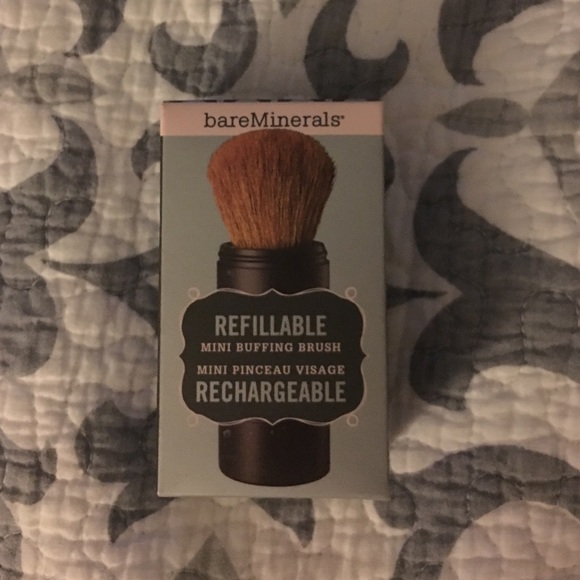 bareMinerals®
REFILLABLE
MINI BUFFING BRUSH
MINI PINCEAU VISAGE
RECHARGEABLE